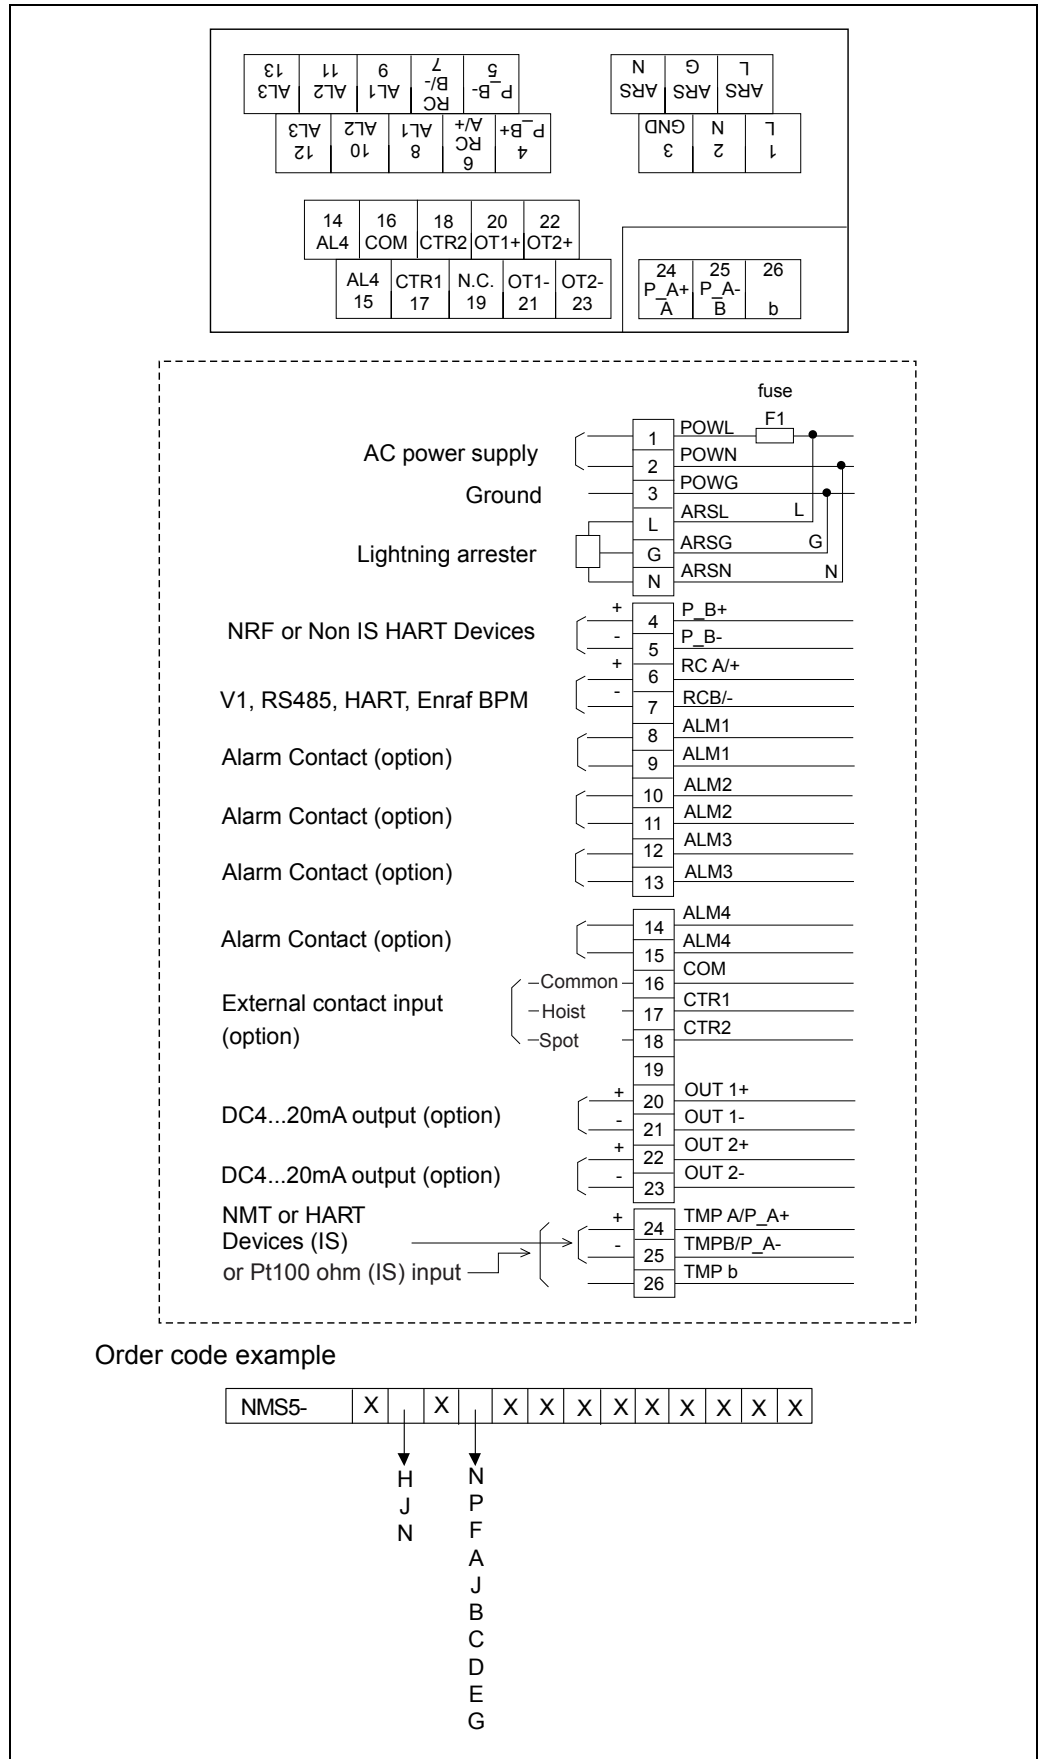 13 11 9 7 5
AL3 AL2 AL1 RC B/- P_B-
AL3 AL2 AL1 RC A/+ P_B+
12 10 8 6 4
N G L
ARS ARS ARS
GND N L
3 2 1
14 16 18 20 22
AL4 COM CTR2 OT1+ OT2+
AL4 CTR1 N.C. OT1- OT2-
15 17 19 21 23
24 25 26
P_A+ P_A-
A B b
fuse
F1
AC power supply
1 POWL
2 POWN
Ground 3 POWG
Lightning arrester
L ARSL L
G ARSG G
N ARSN N
NRF or Non IS HART Devices
+ 4 P_B+
- 5 P_B-
V1, RS485, HART, Enraf BPM
+ 6 RC A/+
- 7 RCB/-
Alarm Contact (option)
8 ALM1
9 ALM1
Alarm Contact (option)
10 ALM2
11 ALM2
Alarm Contact (option)
12 ALM3
13 ALM3
Alarm Contact (option)
14 ALM4
15 ALM4
External contact input
(option)
Common 16 COM
Hoist 17 CTR1
Spot 18 CTR2
19
DC4...20mA output (option)
+ 20 OUT 1+
- 21 OUT 1-
DC4...20mA output (option)
+ 22 OUT 2+
- 23 OUT 2-
NMT or HART
Devices (IS)
or Pt100 ohm (IS) input
+ 24 TMP A/P_A+
- 25 TMPB/P_A-
26 TMP b
Order code example
NMS5- X X X X X X X X X X X
H
J
N
N
P
F
A
J
B
C
D
E
G